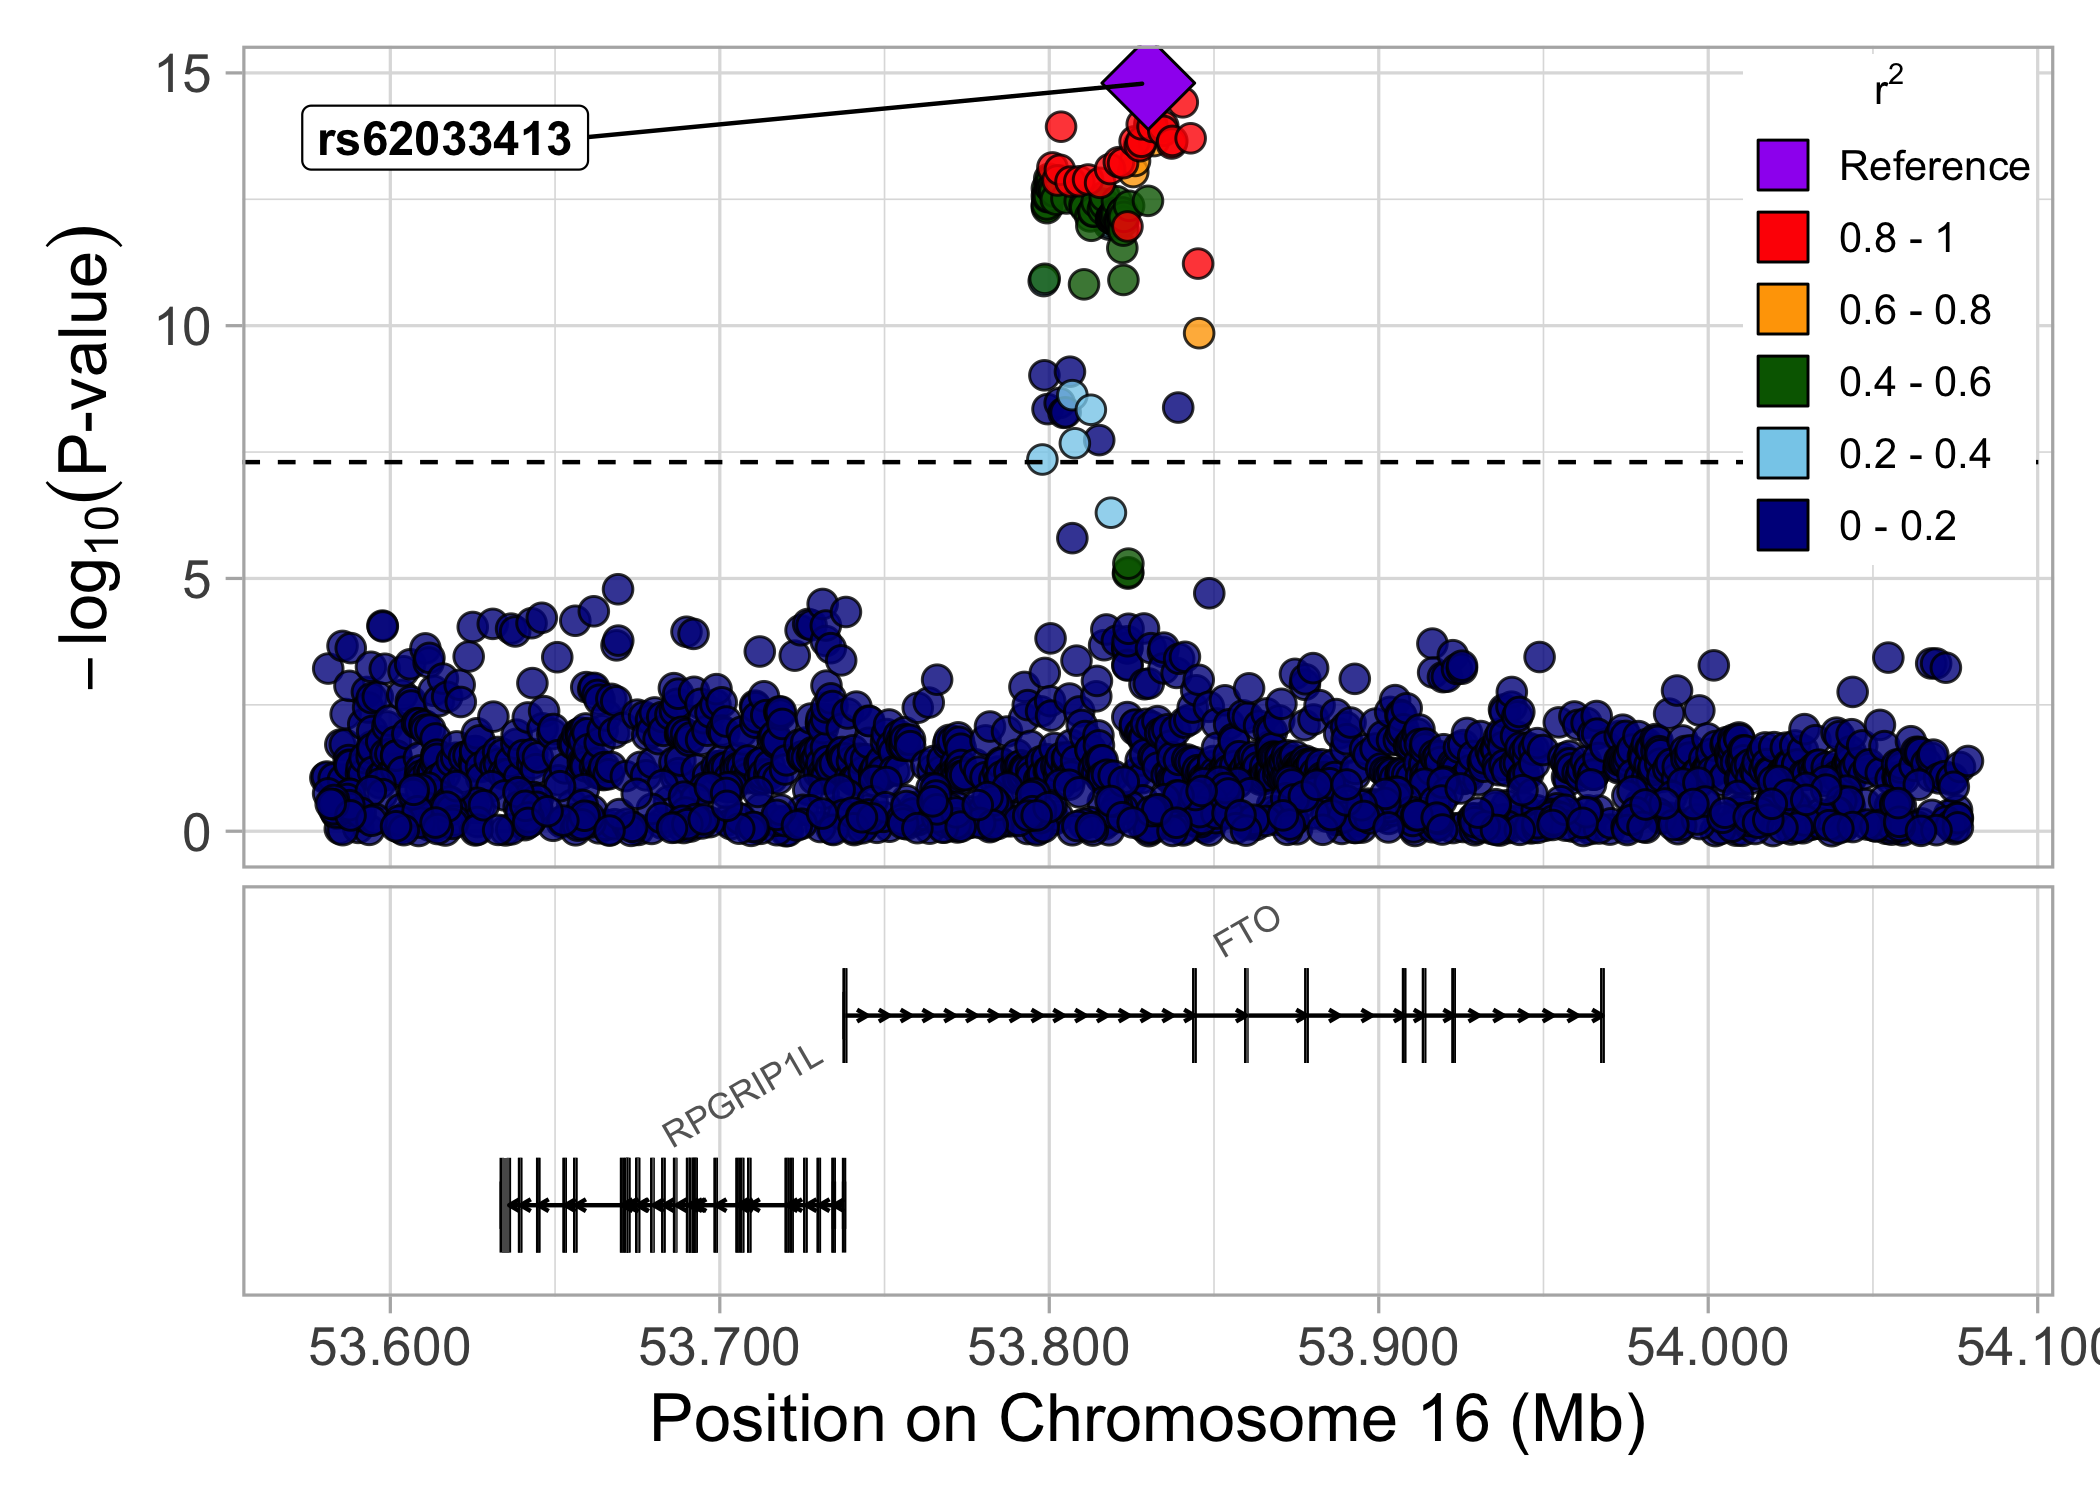 15
10
5
0
−log10(P-value)
rs62033413
r2
Reference
0.8 - 1
0.6 - 0.8
0.4 - 0.6
0.2 - 0.4
0 - 0.2
FTO
RPGRIP1L
53.600 53.700 53.800 53.900 54.000 54.100
Position on Chromosome 16 (Mb)